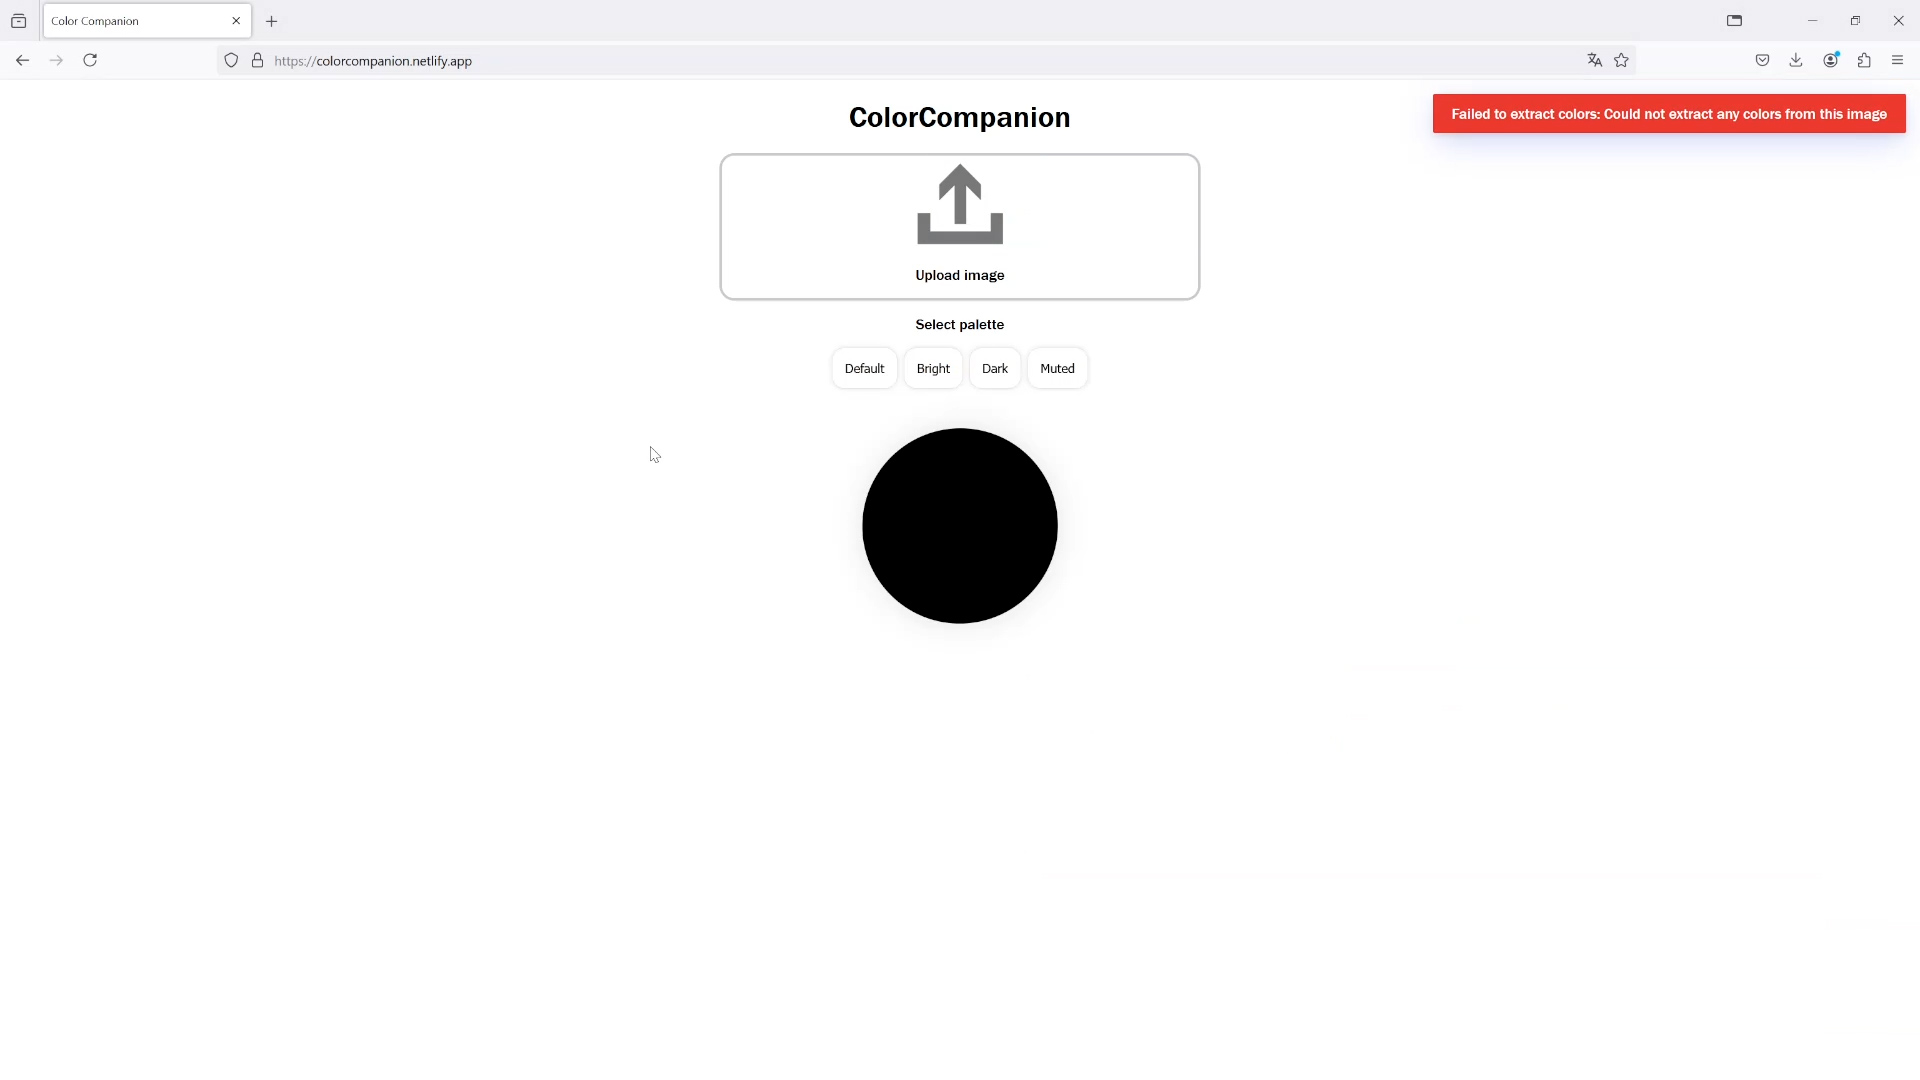 Color Companion
https://colorcompanion.netlify.app
ColorCompanion
Failed to extract colors: Could not extract any colors from this image
Upload image
Select palette
Default Bright Dark Muted